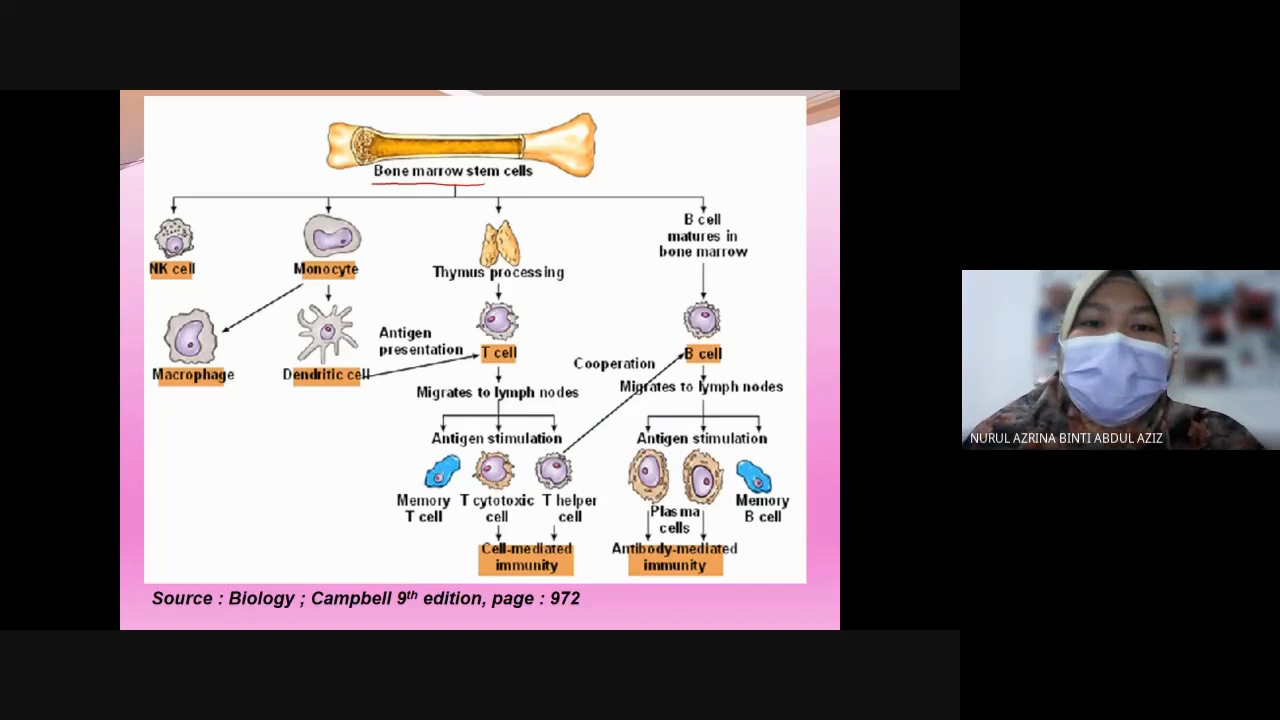 Bone marrow stem cells
NK cell
Monocyte
Thymus processing
B cell
matures in
bone marrow
Macrophage
Dendritic cell
Antigen
presentation
T cell
Cooperation
B cell
Migrates to lymph nodes
Migrates to lymph nodes
Antigen stimulation
Antigen stimulation
Memory
T cell
T cytotoxic
cell
T helper
cell
Plasma
cells
Memory
B cell
Cell-mediated
immunity
Antibody-mediated
immunity
Source : Biology ; Campbell 9th edition, page : 972
NURUL AZRINA BINTI ABDUL AZIZ